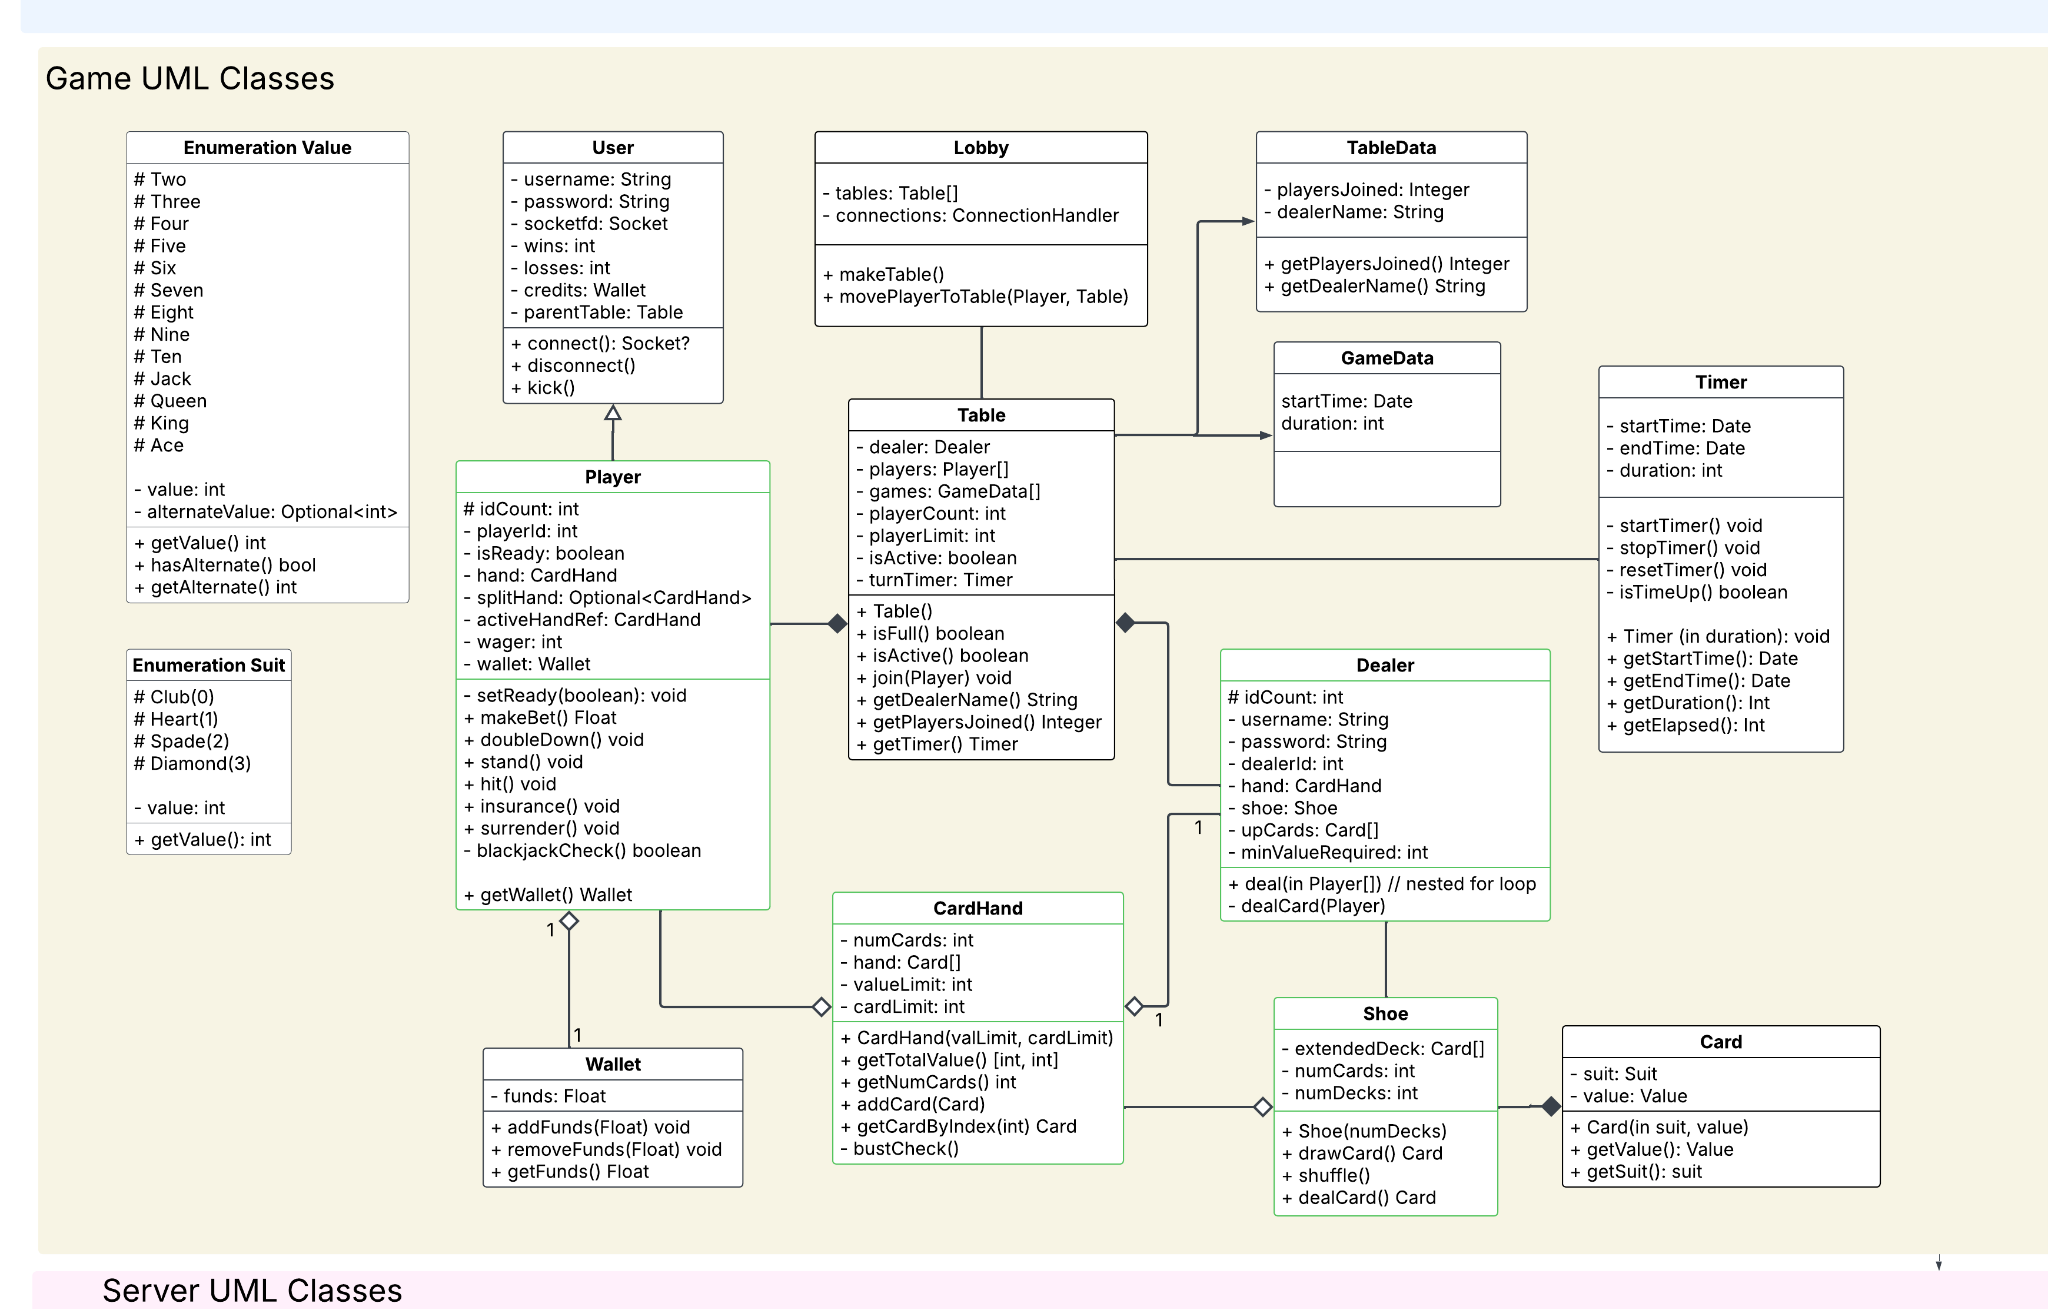 Game UML Classes
Enumeration Value
# Two
# Three
# Four
# Five
# Six
# Seven
# Eight
# Nine
# Ten
# Jack
# Queen
# King
# Ace
- value: int
- alternateValue: Optional<int>
+ getValue() int
+ hasAlternate() bool
+ getAlternate() int
Enumeration Suit
# Club(0)
# Heart(1)
# Spade(2)
# Diamond(3)
- value: int
+ getValue(): int
User
- username: String
- password: String
- socketfd: Socket
- wins: int
- losses: int
- credits: Wallet
- parentTable: Table
+ connect(): Socket?
+ disconnect()
+ kick()
Player
# idCount: int
- playerId: int
- isReady: boolean
- hand: CardHand
- splitHand: Optional<CardHand>
- activeHandRef: CardHand
- wager: int
- wallet: Wallet
- setReady(boolean): void
+ makeBet() Float
+ doubleDown() void
+ stand() void
+ hit() void
+ insurance() void
+ surrender() void
- blackjackCheck() boolean
+ getWallet() Wallet
1
1
Wallet
- funds: Float
+ addFunds(Float) void
+ removeFunds(Float) void
+ getFunds() Float
Lobby
- tables: Table[]
- connections: ConnectionHandler
+ makeTable()
+ movePlayerToTable(Player, Table)
Table
- dealer: Dealer
- players: Player[]
- games: GameData[]
- playerCount: int
- playerLimit: int
- isActive: boolean
- turnTimer: Timer
+ Table()
+ isFull() boolean
+ isActive() boolean
+ join(Player) void
+ getDealerName() String
+ getPlayersJoined() Integer
+ getTimer() Timer
CardHand
- numCards: int
- hand: Card[]
- valueLimit: int
- cardLimit: int
+ CardHand(valLimit, cardLimit)
+ getTotalValue() [int, int]
+ getNumCards() int
+ addCard(Card)
+ getCardByIndex(int) Card
- bustCheck()
1
1
TableData
- playersJoined: Integer
- dealerName: String
+ getPlayersJoined() Integer
+ getDealerName() String
GameData
startTime: Date
duration: int
Timer
- startTime: Date
- endTime: Date
- duration: int
- startTimer() void
- stopTimer() void
- resetTimer() void
- isTimeUp() boolean
+ Timer (in duration): void
+ getStartTime(): Date
+ getEndTime(): Date
+ getDuration(): Int
+ getElapsed(): Int
Dealer
# idCount: int
- username: String
- password: String
- dealerId: int
- hand: CardHand
- shoe: Shoe
- upCards: Card[]
- minValueRequired: int
+ deal(in Player[]) // nested for loop
- dealCard(Player)
Shoe
- extendedDeck: Card[]
- numCards: int
- numDecks: int
+ Shoe(numDecks)
+ drawCard() Card
+ shuffle()
+ dealCard() Card
Card
- suit: Suit
- value: Value
+ Card(in suit, value)
+ getValue(): Value
+ getSuit(): suit
Server UML Classes